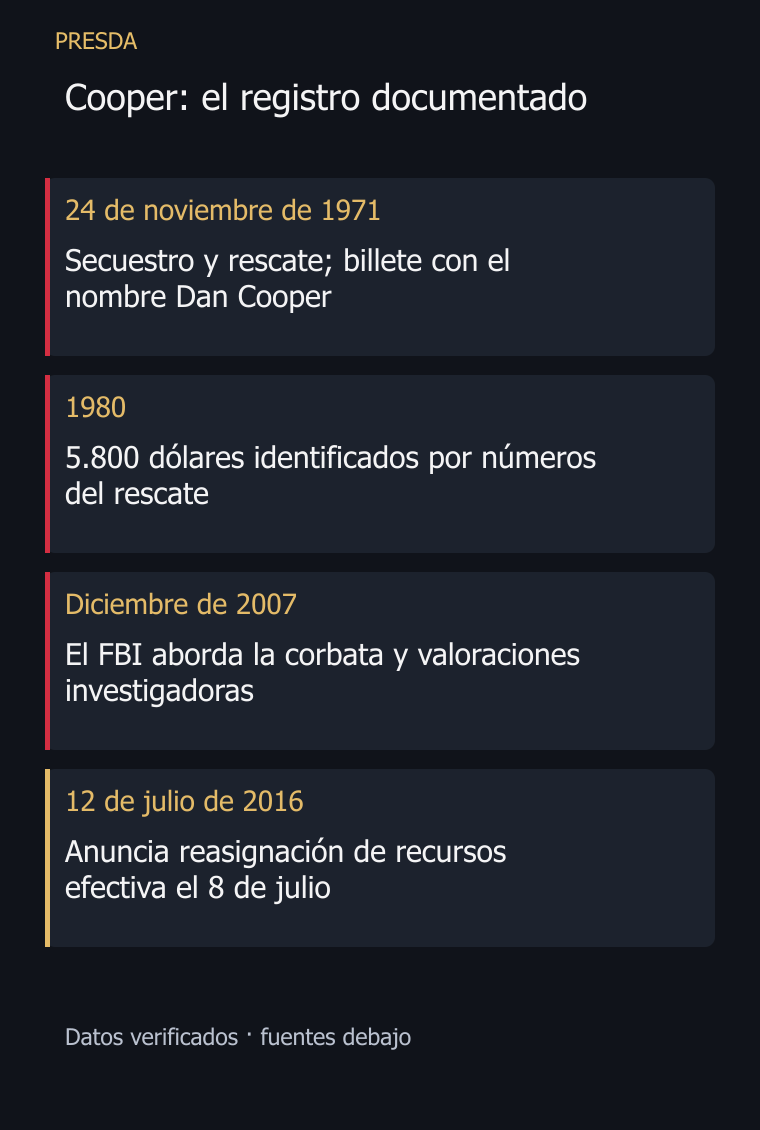 PRESDA
Cooper: el registro documentado
24 de noviembre de 1971
Secuestro y rescate; billete con el
nombre Dan Cooper
1980
5.800 dólares identificados por números
del rescate
Diciembre de 2007
El FBI aborda la corbata y valoraciones
investigadoras
12 de julio de 2016
Anuncia reasignación de recursos
efectiva el 8 de julio
Datos verificados · fuentes debajo